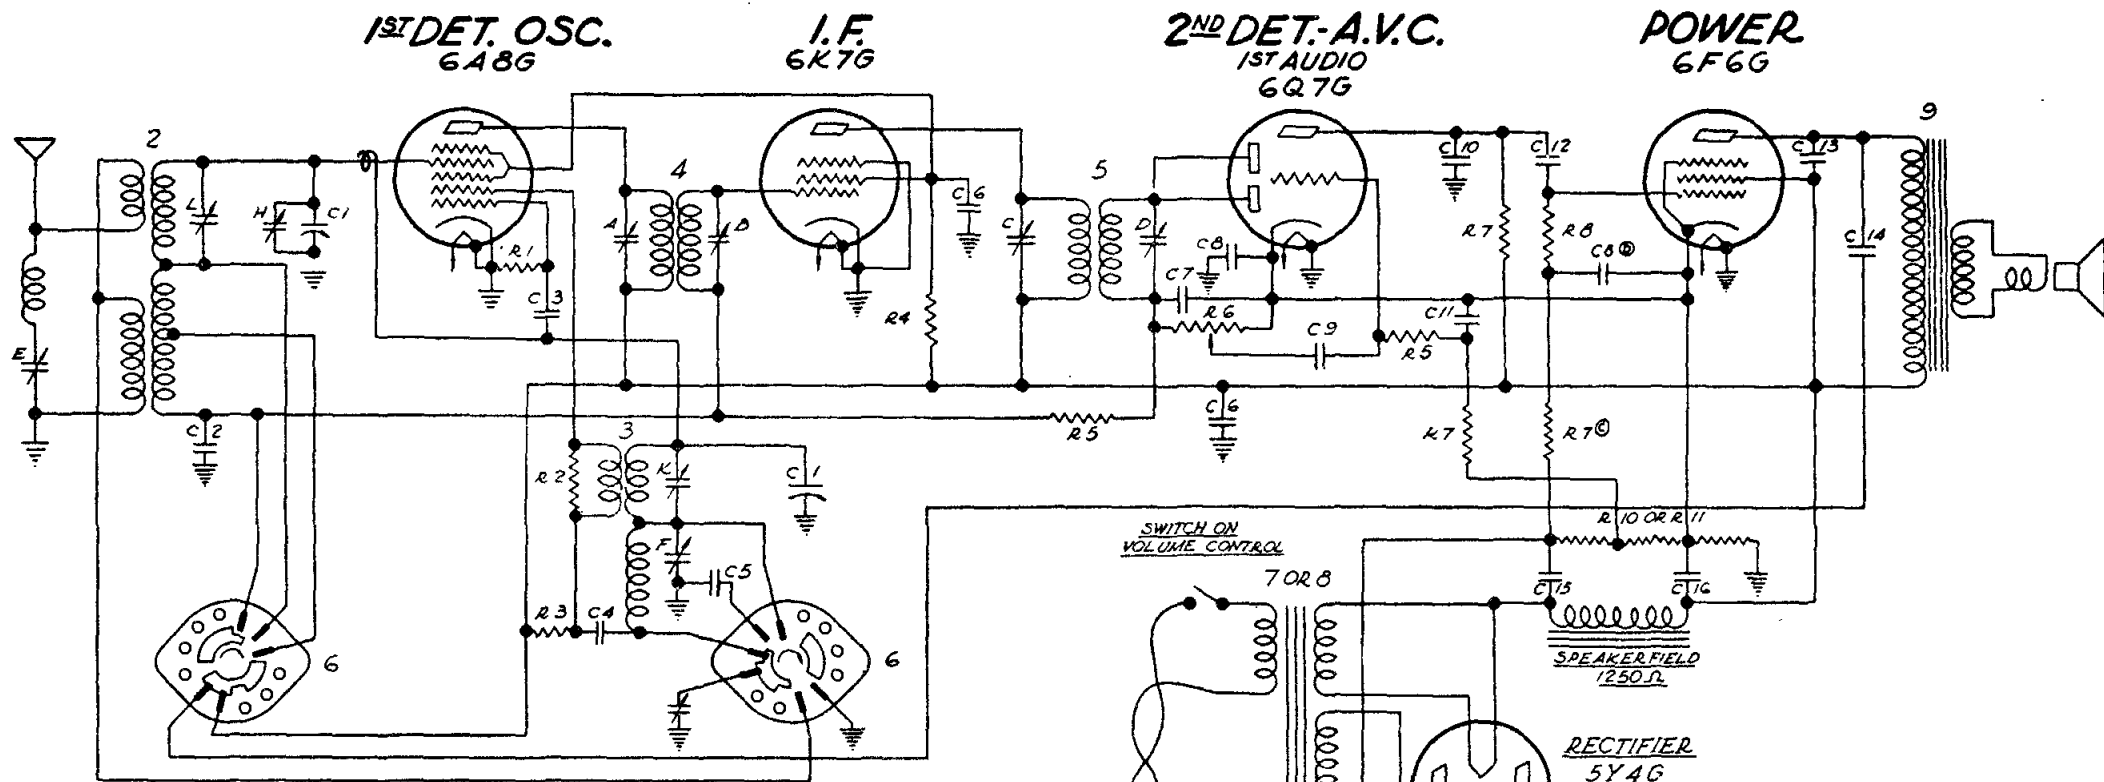 1ST DET. OSC.
6A8G
I.F.
6K7G
2ND DET.-A.V.C.
1ST AUDIO
6Q7G
POWER
6F6G
2
L
H
C1
R1
C3
E
C2
4
A
B
C6
R4
5
C
D
C7
C8
R6
C9
C10
R7
C11
R5
C12
R8
C8 ⓑ
C13
C14
9
R5
C6
R7
R7 ⓒ
3
R2
K
C1
F
C5
R3
C4
6
6
SWITCH ON
VOLUME CONTROL
7 OR 8
R10 OR R11
C15
C16
SPEAKER FIELD
1250 Ω
RECTIFIER
5Y4G